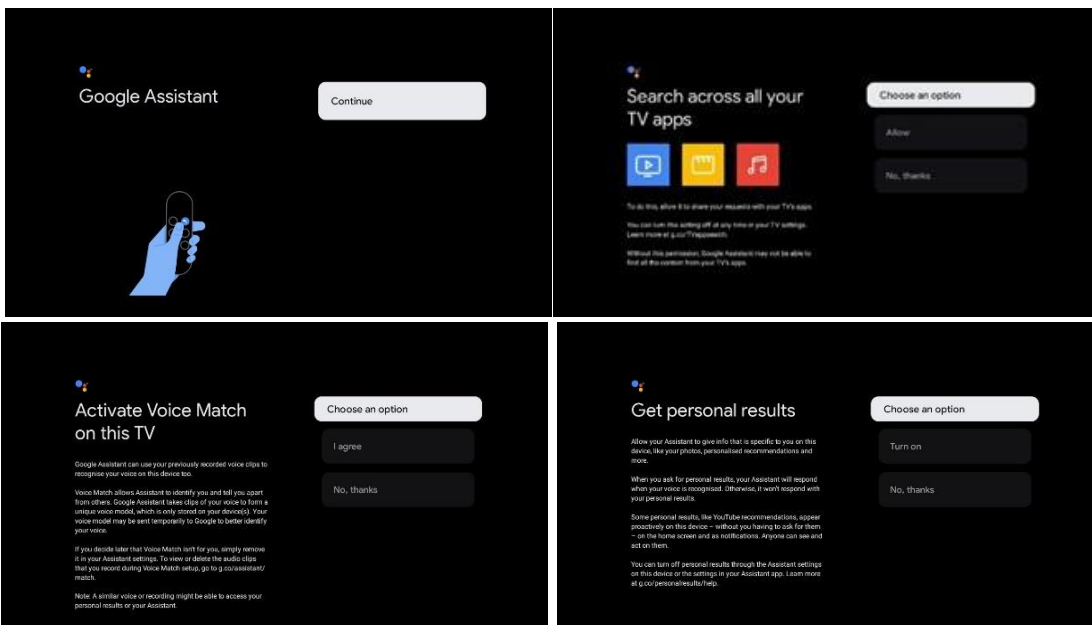 Google Assistant
Continue
Search across all your
TV apps
To do this, allow it to share your requests with your TV's apps
You can turn this setting off at any time in your TV settings.
Learn more at g.co/TVappsearch.
Without this permission, Google Assistant may not be able to
find all the content from your TV's apps.
Choose an option
Allow
No, thanks
Activate Voice Match
on this TV
Google Assistant can use your previously recorded voice clips to
recognise your voice on this device too.
Voice Match allows Assistant to identify you and tell you apart
from others. Google Assistant takes clips of your voice to form a
unique voice model, which is only stored on your device(s). Your
voice model may be sent temporarily to Google to better identify
your voice.
If you decide later that Voice Match isn't for you, simply remove
it in your Assistant settings. To view or delete the audio clips
that you record during Voice Match setup, go to g.co/assistant/
match.
Note: A similar voice or recording might be able to access your
personal results or your Assistant.
Choose an option
I agree
No, thanks
Get personal results
Allow your Assistant to give info that is specific to you on this
device, like your photos, personalised recommendations and
more.
When you ask for personal results, your Assistant will respond
when your voice is recognised. Otherwise, it won't respond with
your personal results.
Some personal results, like YouTube recommendations, appear
proactively on this device – without you having to ask for them
– on the home screen and as notifications. Anyone can see and
act on them.
You can turn off personal results through the Assistant settings
on this device or the settings in your Assistant app. Learn more
at g.co/personalresults/help.
Choose an option
Turn on
No, thanks